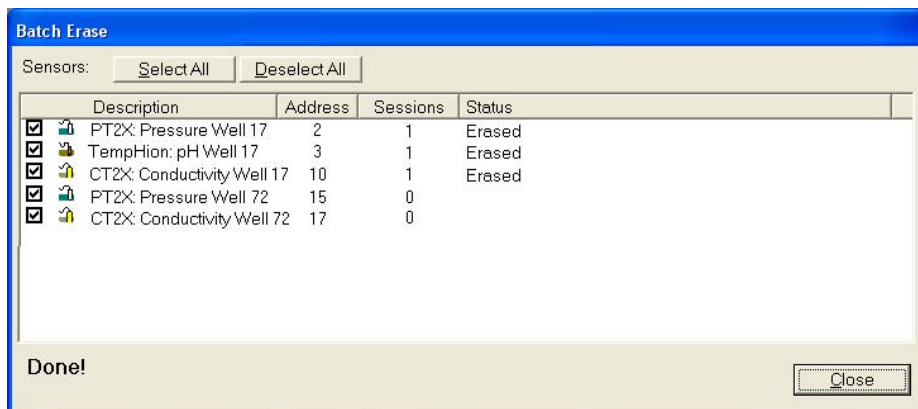 Batch Erase
Sensors: Select All Deselect All
Description Address Sessions Status
PT2X: Pressure Well 17 2 1 Erased
TempHion: pH Well 17 3 1 Erased
CT2X: Conductivity Well 17 10 1 Erased
PT2X: Pressure Well 72 15 0
CT2X: Conductivity Well 72 17 0
Done!
Close